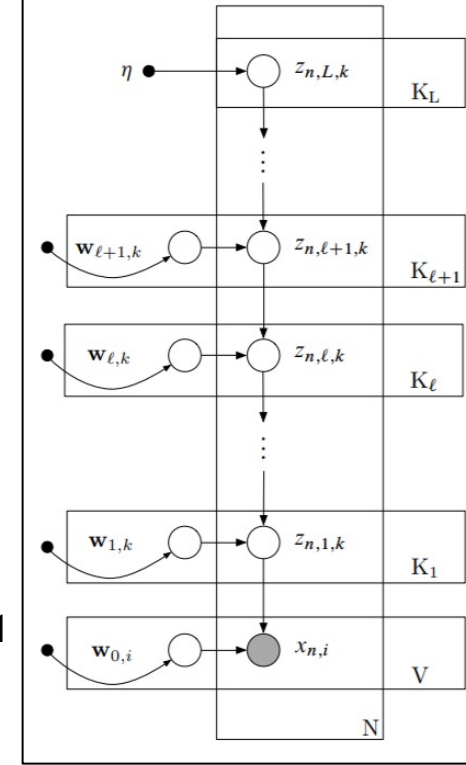 η z_{n,L,k}
K_L
⋮
w_{ℓ+1,k} z_{n,ℓ+1,k}
K_{ℓ+1}
w_{ℓ,k} z_{n,ℓ,k}
K_ℓ
⋮
w_{1,k} z_{n,1,k}
K_1
w_{0,i} x_{n,i}
V
N